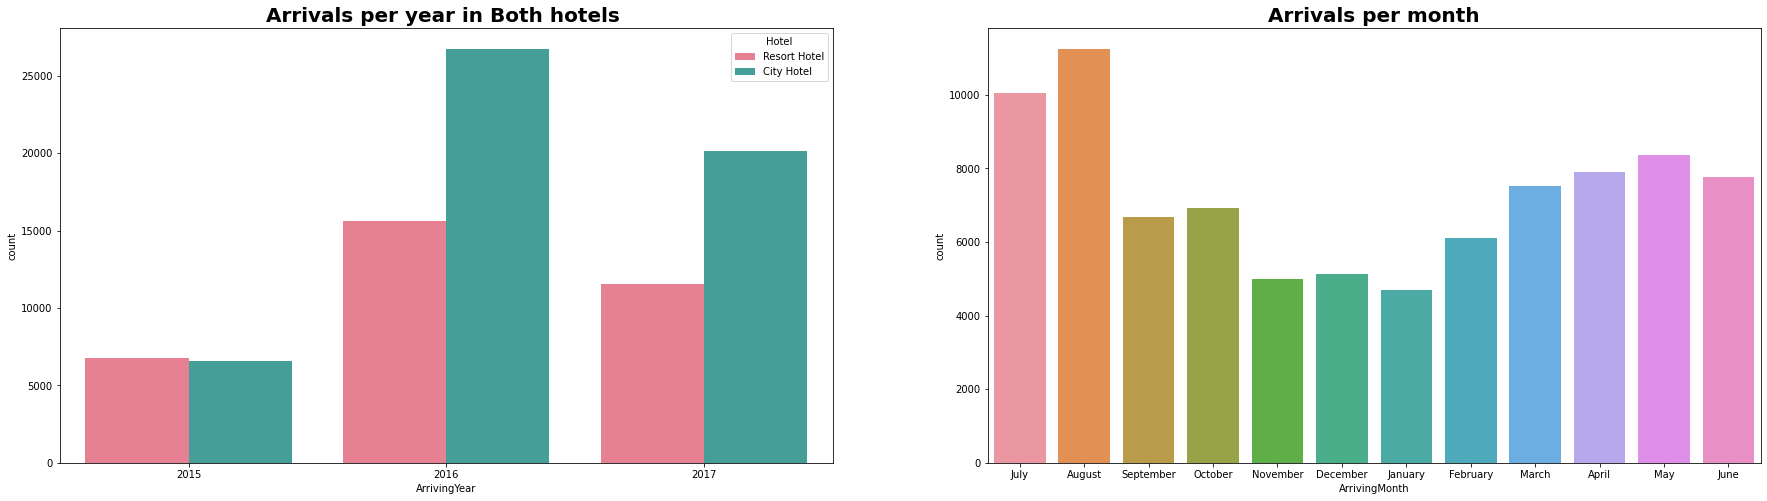 Arrivals per year in Both hotels
Hotel
Resort Hotel
City Hotel
25000
20000
15000
10000
5000
0
count
2015 2016 2017
ArrivingYear
Arrivals per month
10000
8000
6000
4000
2000
0
count
July August September October November December January February March April May June
ArrivingMonth